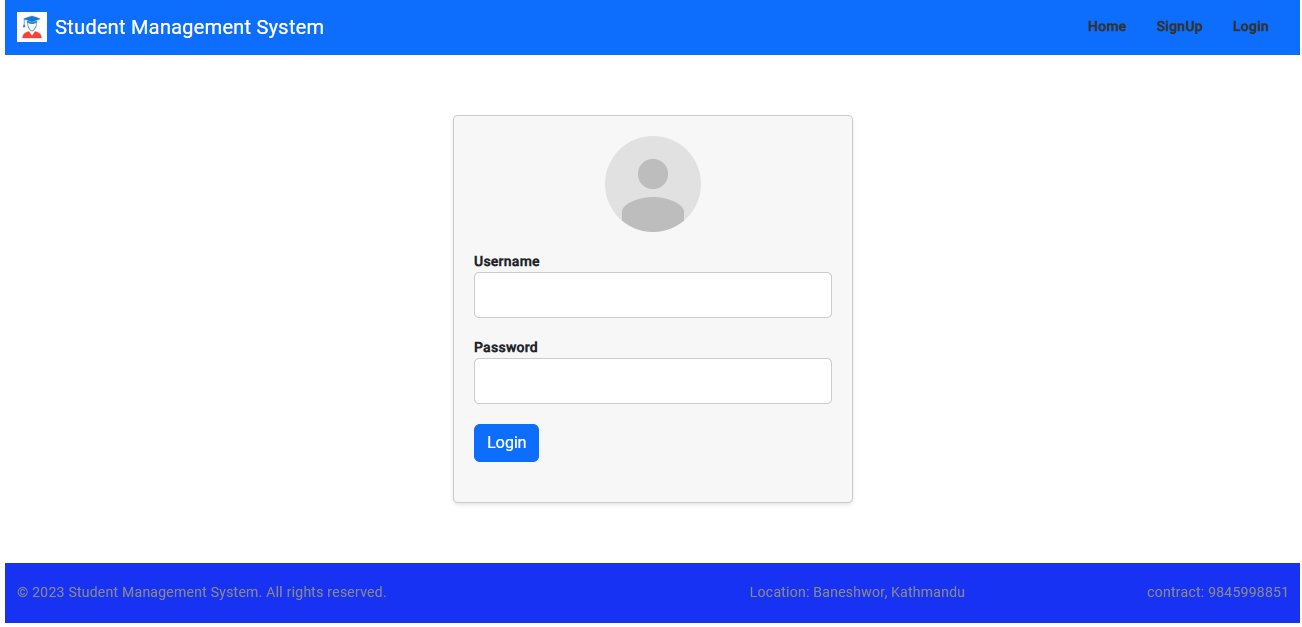 Student Management System
Home SignUp Login
Username
Password
Login
© 2023 Student Management System. All rights reserved.
Location: Baneshwor, Kathmandu
contract: 9845998851